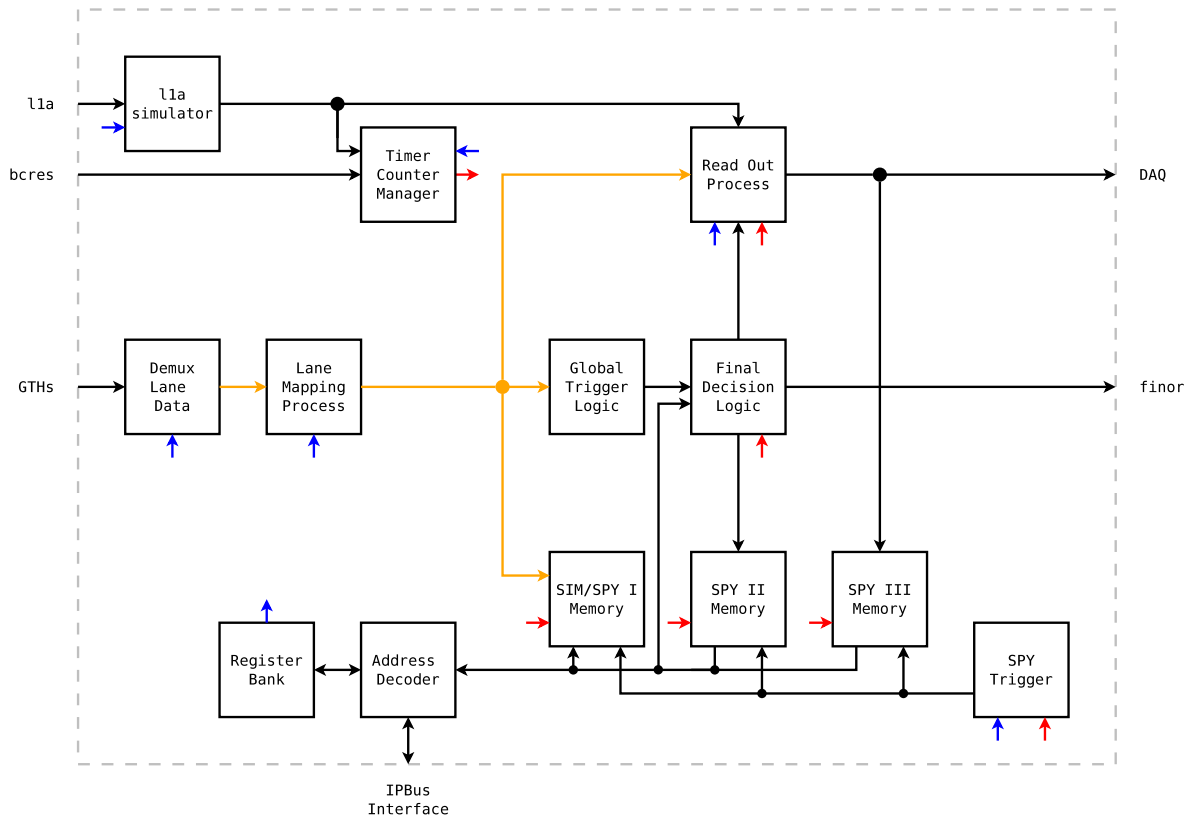 l1a
l1a
simulator
bcres
Timer
Counter
Manager
Read Out
Process
DAQ
GTHs
Demux
Lane
Data
Lane
Mapping
Process
Global
Trigger
Logic
Final
Decision
Logic
finor
SIM/SPY I
Memory
SPY II
Memory
SPY III
Memory
Register
Bank
Address
Decoder
SPY
Trigger
IPBus
Interface